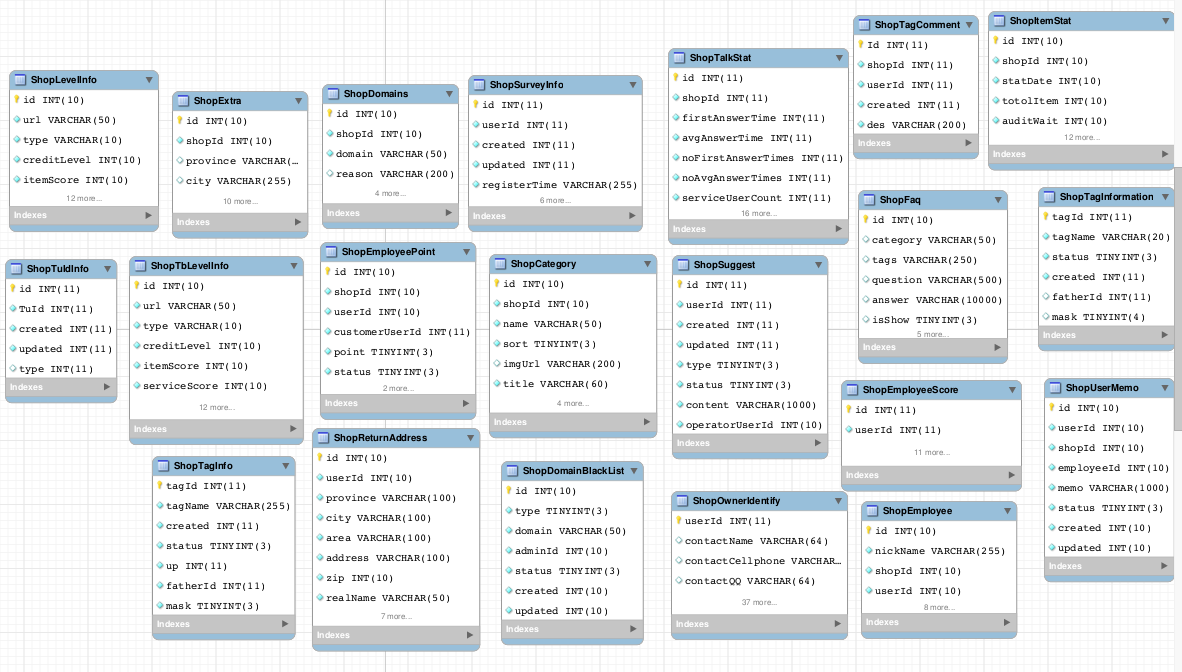 ShopLevelInfo
id INT(10)
url VARCHAR(50)
type VARCHAR(10)
creditLevel INT(10)
itemScore INT(10)
12 more...
Indexes
ShopExtra
id INT(10)
shopId INT(10)
province VARCHAR(...
city VARCHAR(255)
10 more...
Indexes
ShopDomains
id INT(10)
shopId INT(10)
domain VARCHAR(50)
reason VARCHAR(200)
4 more...
Indexes
ShopSurveyInfo
id INT(11)
userId INT(11)
created INT(11)
updated INT(11)
registerTime VARCHAR(255)
6 more...
Indexes
ShopTalkStat
id INT(11)
shopId INT(11)
firstAnswerTime INT(11)
avgAnswerTime INT(11)
noFirstAnswerTimes INT(11)
noAvgAnswerTimes INT(11)
serviceUserCount INT(11)
16 more...
Indexes
ShopTagComment
Id INT(11)
shopId INT(11)
userId INT(11)
created INT(11)
des VARCHAR(200)
Indexes
ShopItemStat
id INT(10)
shopId INT(10)
statDate INT(10)
totolItem INT(10)
auditWait INT(10)
12 more...
Indexes
ShopTuIdInfo
id INT(11)
TuId INT(11)
created INT(11)
updated INT(11)
type INT(11)
Indexes
ShopTbLevelInfo
id INT(10)
url VARCHAR(50)
type VARCHAR(10)
creditLevel INT(10)
itemScore INT(10)
serviceScore INT(10)
12 more...
Indexes
ShopEmployeePoint
id INT(10)
shopId INT(10)
userId INT(10)
customerUserId INT(11)
point TINYINT(3)
status TINYINT(3)
2 more...
Indexes
ShopCategory
id INT(10)
shopId INT(10)
name VARCHAR(50)
sort TINYINT(3)
imgUrl VARCHAR(200)
title VARCHAR(60)
4 more...
Indexes
ShopSuggest
id INT(11)
userId INT(11)
created INT(11)
updated INT(11)
type TINYINT(3)
status TINYINT(3)
content VARCHAR(1000)
operatorUserId INT(10)
Indexes
ShopFaq
id INT(10)
category VARCHAR(50)
tags VARCHAR(250)
question VARCHAR(500)
answer VARCHAR(10000)
isShow TINYINT(3)
5 more...
Indexes
ShopTagInformation
tagId INT(11)
tagName VARCHAR(20)
status TINYINT(3)
created INT(11)
fatherId INT(11)
mask TINYINT(4)
Indexes
ShopTagInfo
tagId INT(11)
tagName VARCHAR(255)
created INT(11)
status TINYINT(3)
up INT(11)
fatherId INT(11)
mask TINYINT(3)
Indexes
ShopReturnAddress
id INT(10)
userId INT(10)
province VARCHAR(100)
city VARCHAR(100)
area VARCHAR(100)
address VARCHAR(100)
zip INT(10)
realName VARCHAR(50)
7 more...
Indexes
ShopDomainBlackList
id INT(10)
type TINYINT(3)
domain VARCHAR(50)
adminId INT(10)
status TINYINT(3)
created INT(10)
updated INT(10)
Indexes
ShopOwnerIdentify
userId INT(11)
contactName VARCHAR(64)
contactCellphone VARCHAR...
contactQQ VARCHAR(64)
37 more...
Indexes
ShopEmployeeScore
id INT(11)
userId INT(11)
11 more...
Indexes
ShopEmployee
id INT(10)
nickName VARCHAR(255)
shopId INT(10)
userId INT(10)
8 more...
Indexes
ShopUserMemo
id INT(10)
userId INT(10)
shopId INT(10)
employeeId INT(10)
memo VARCHAR(1000)
status TINYINT(3)
created INT(10)
updated INT(10)
Indexes